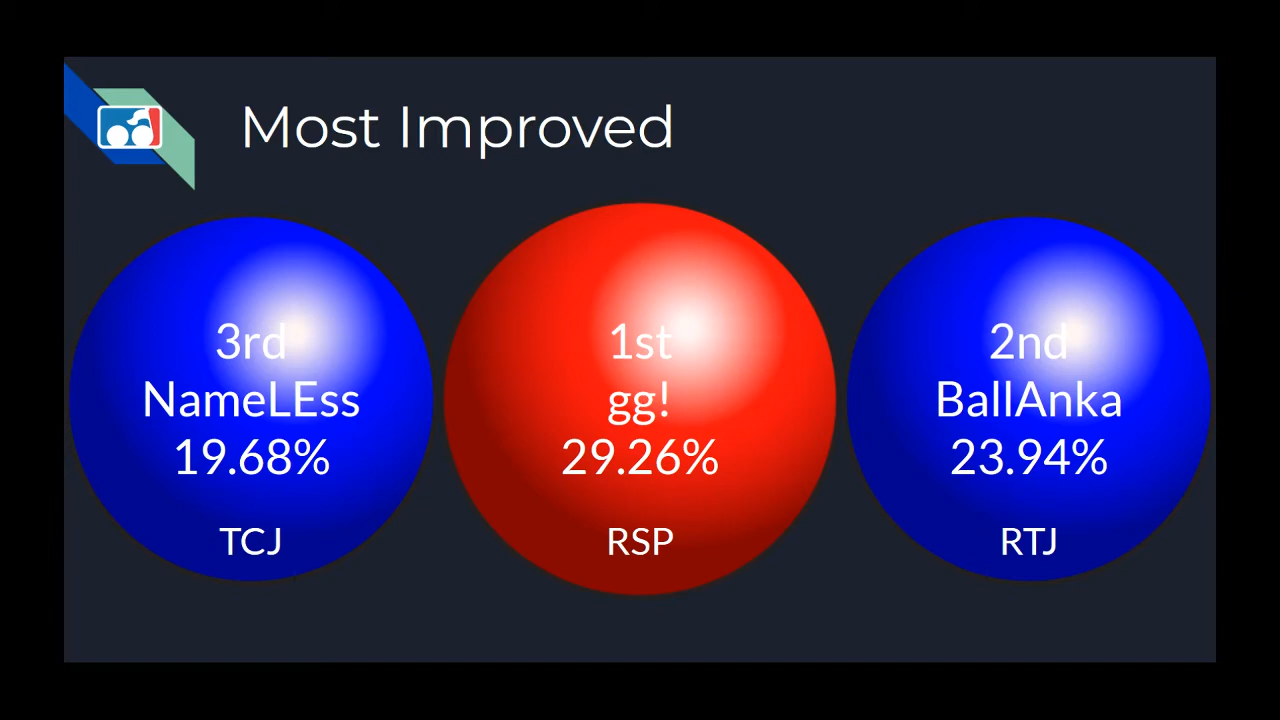 Most Improved
3rd
NameLEss
19.68%
TCJ
1st
gg!
29.26%
RSP
2nd
BallAnka
23.94%
RTJ